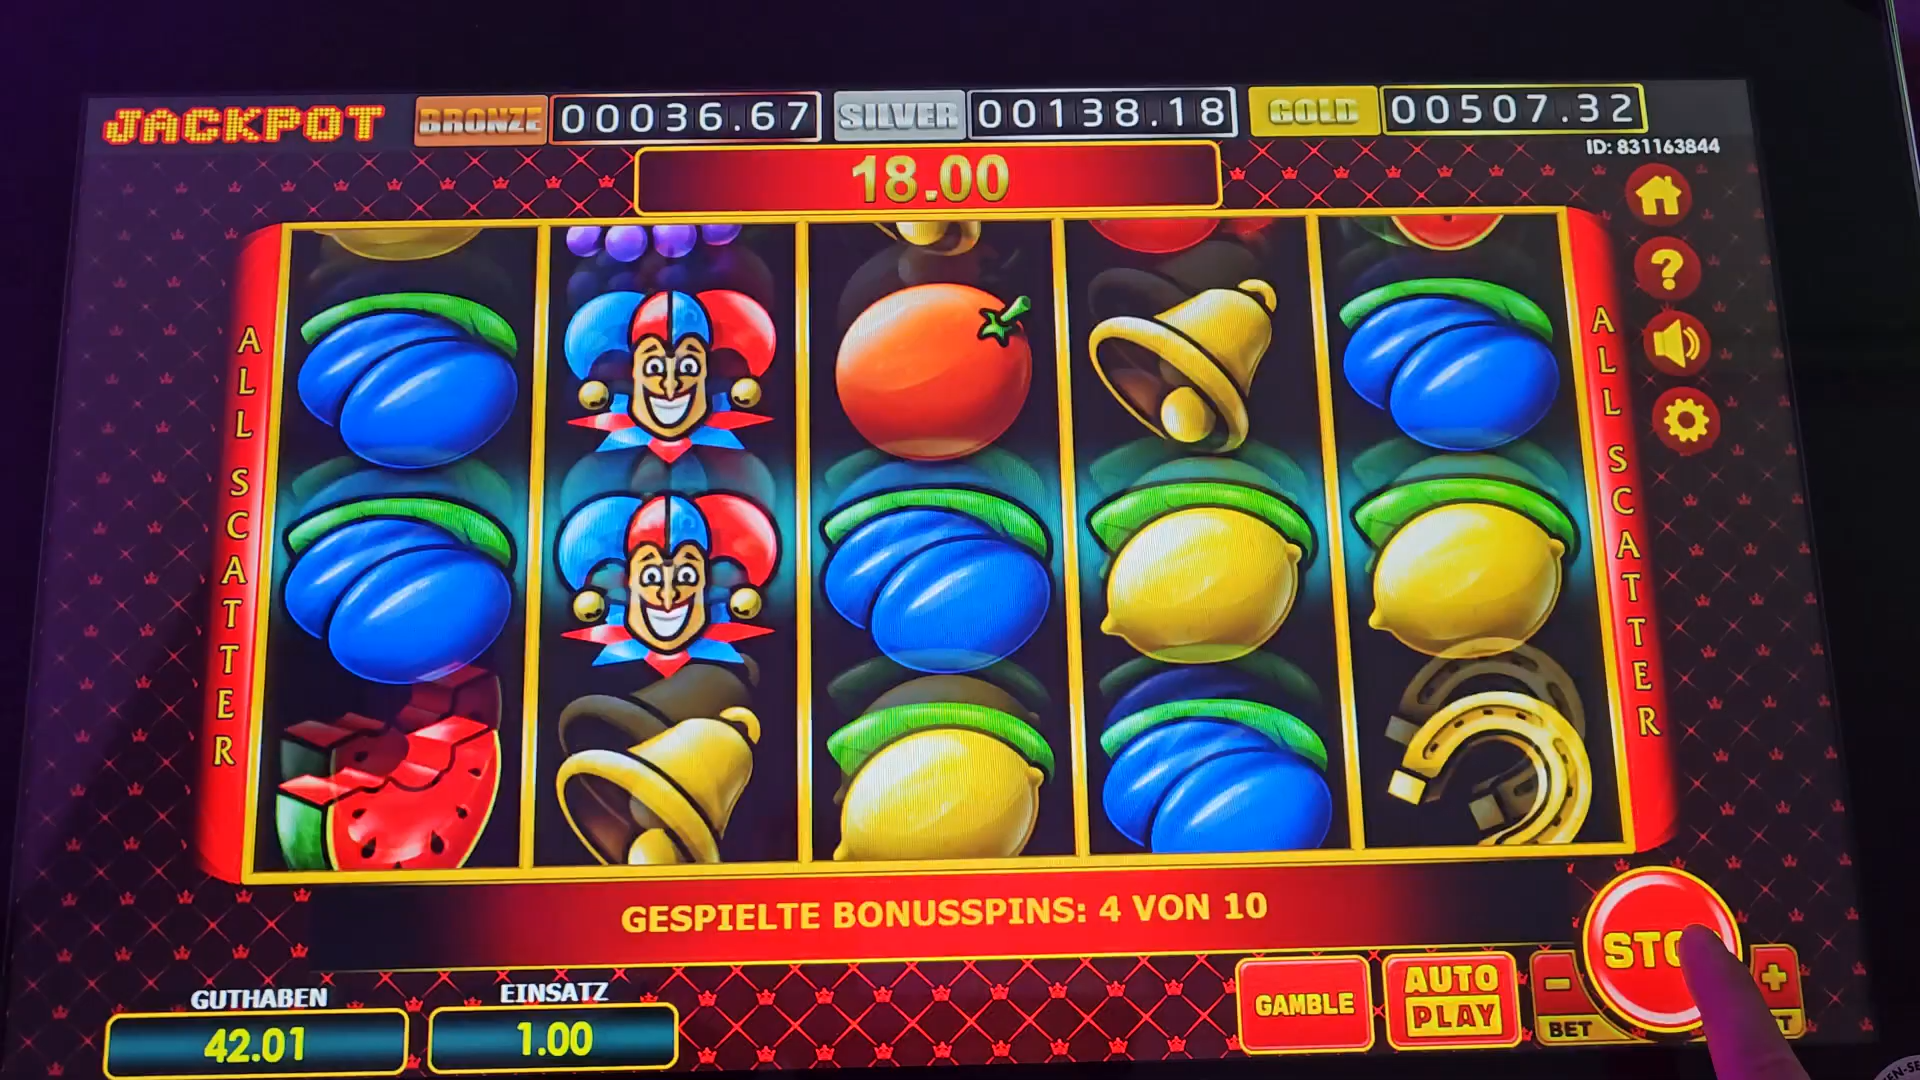 JACKPOT BRONZE 00036.67 SILVER 00138.18 GOLD 00507.32
ID: 831163844
18.00
ALL SCATTER
ALL SCATTER
GESPIELTE BONUSSPINS: 4 VON 10
GUTHABEN
42.01
EINSATZ
1.00
GAMBLE
AUTO
PLAY
-
BET
+